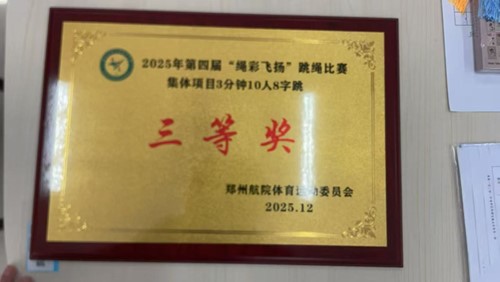 2025年第四届“绳彩飞扬”跳绳比赛
集体项目3分钟10人8字跳
三等奖
郑州航院体育运动委员会
2025.12